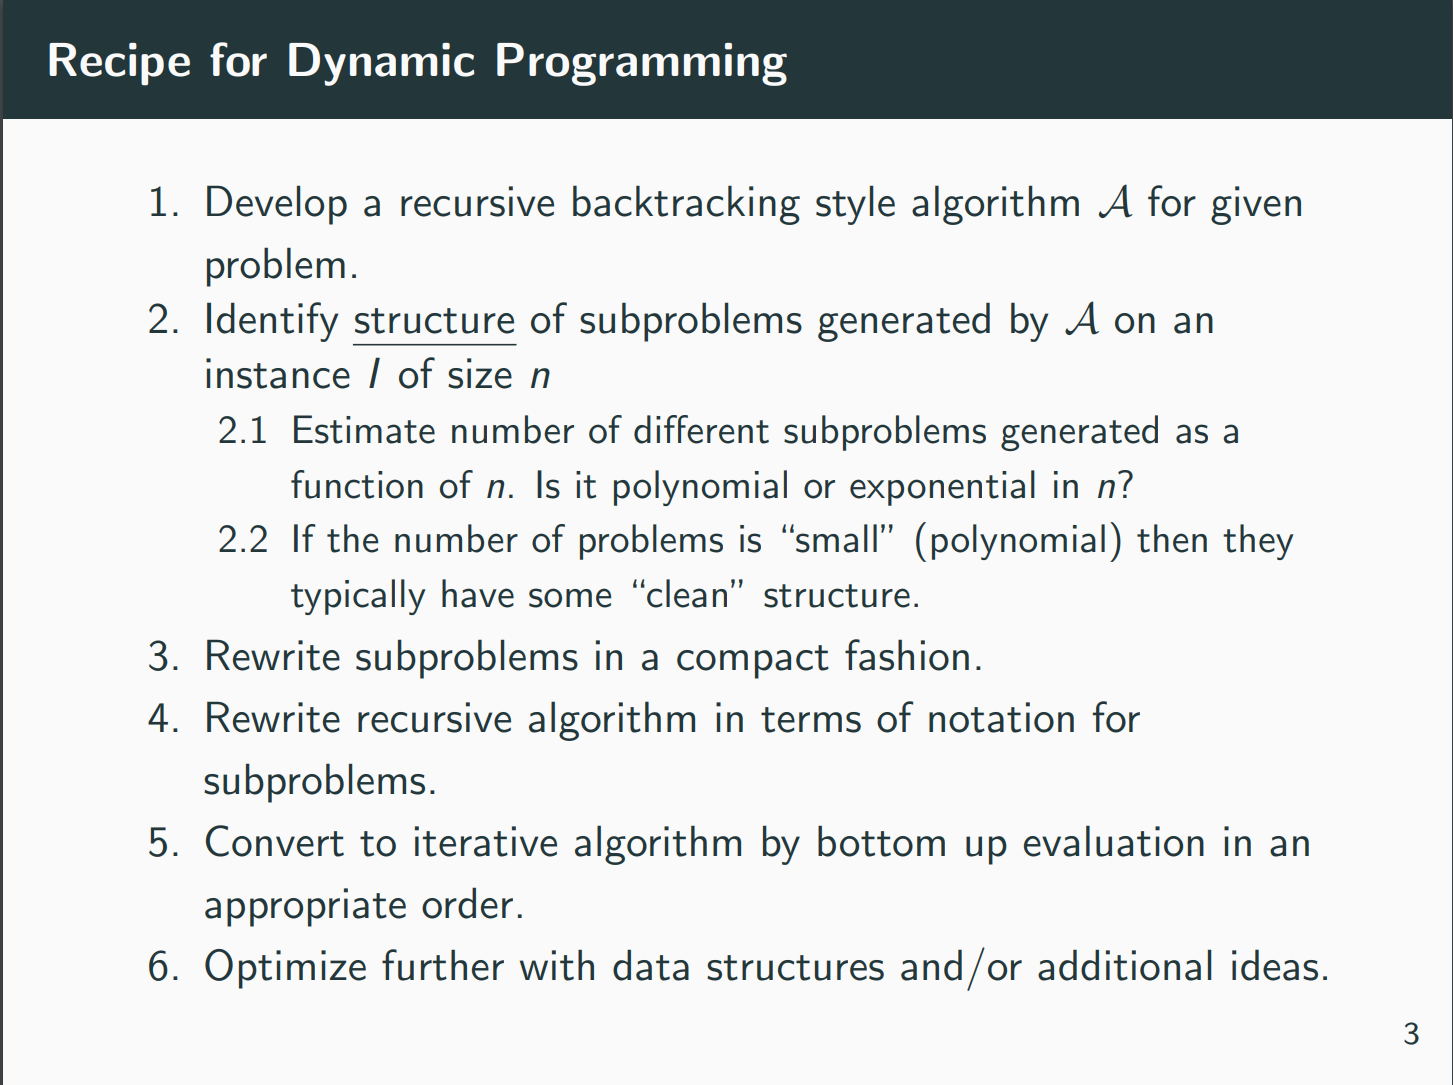 Recipe for Dynamic Programming
1. Develop a recursive backtracking style algorithm 𝒜 for given
problem.
2. Identify structure of subproblems generated by 𝒜 on an
instance I of size n
2.1 Estimate number of different subproblems generated as a
function of n. Is it polynomial or exponential in n?
2.2 If the number of problems is “small” (polynomial) then they
typically have some “clean” structure.
3. Rewrite subproblems in a compact fashion.
4. Rewrite recursive algorithm in terms of notation for
subproblems.
5. Convert to iterative algorithm by bottom up evaluation in an
appropriate order.
6. Optimize further with data structures and/or additional ideas.
3